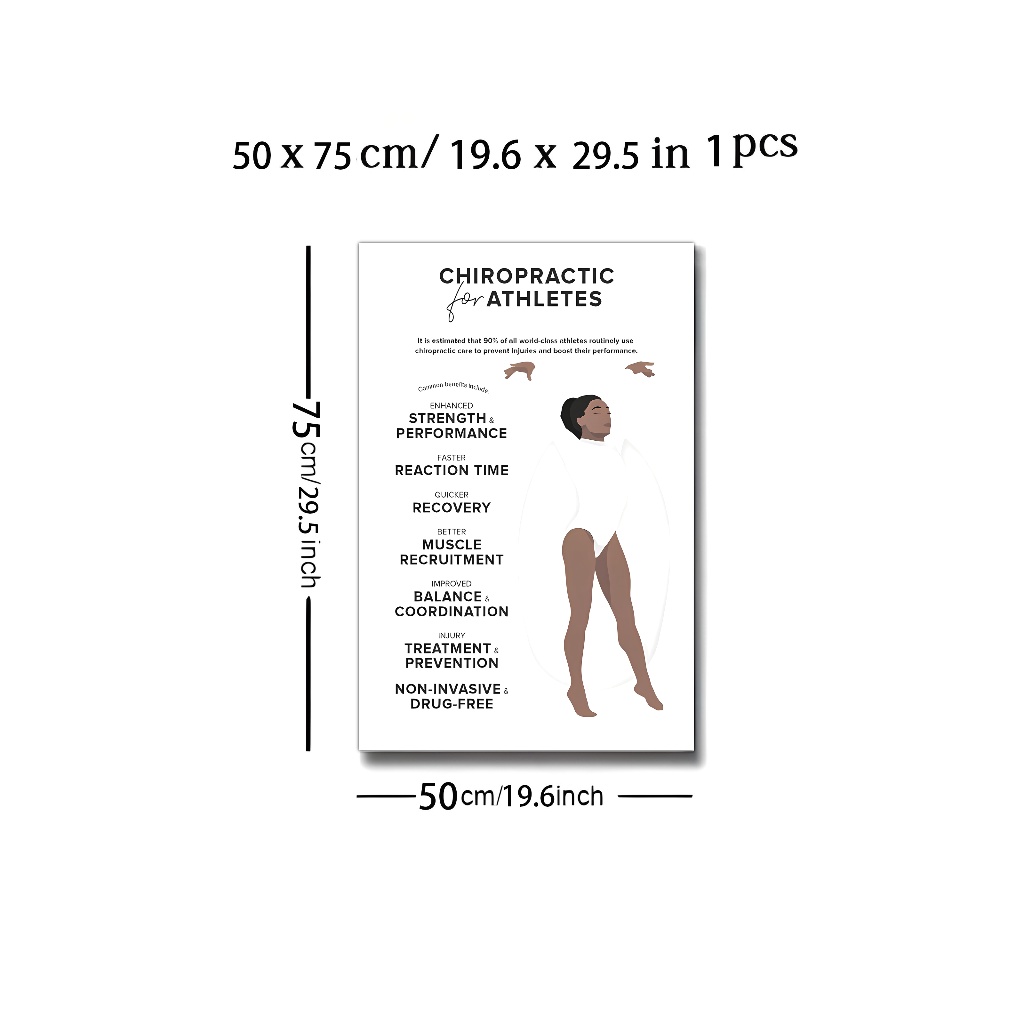 50 x 75 cm/ 19.6 x 29.5 in 1 pcs
CHIROPRACTIC
for ATHLETES
It is estimated that 90% of all world-class athletes routinely use
chiropractic care to prevent injuries and boost their performance.
Common benefits include
ENHANCED
STRENGTH &
PERFORMANCE
FASTER
REACTION TIME
QUICKER
RECOVERY
BETTER
MUSCLE
RECRUITMENT
IMPROVED
BALANCE &
COORDINATION
INJURY
TREATMENT &
PREVENTION
NON-INVASIVE &
DRUG-FREE
75cm/29.5inch
50cm/19.6inch